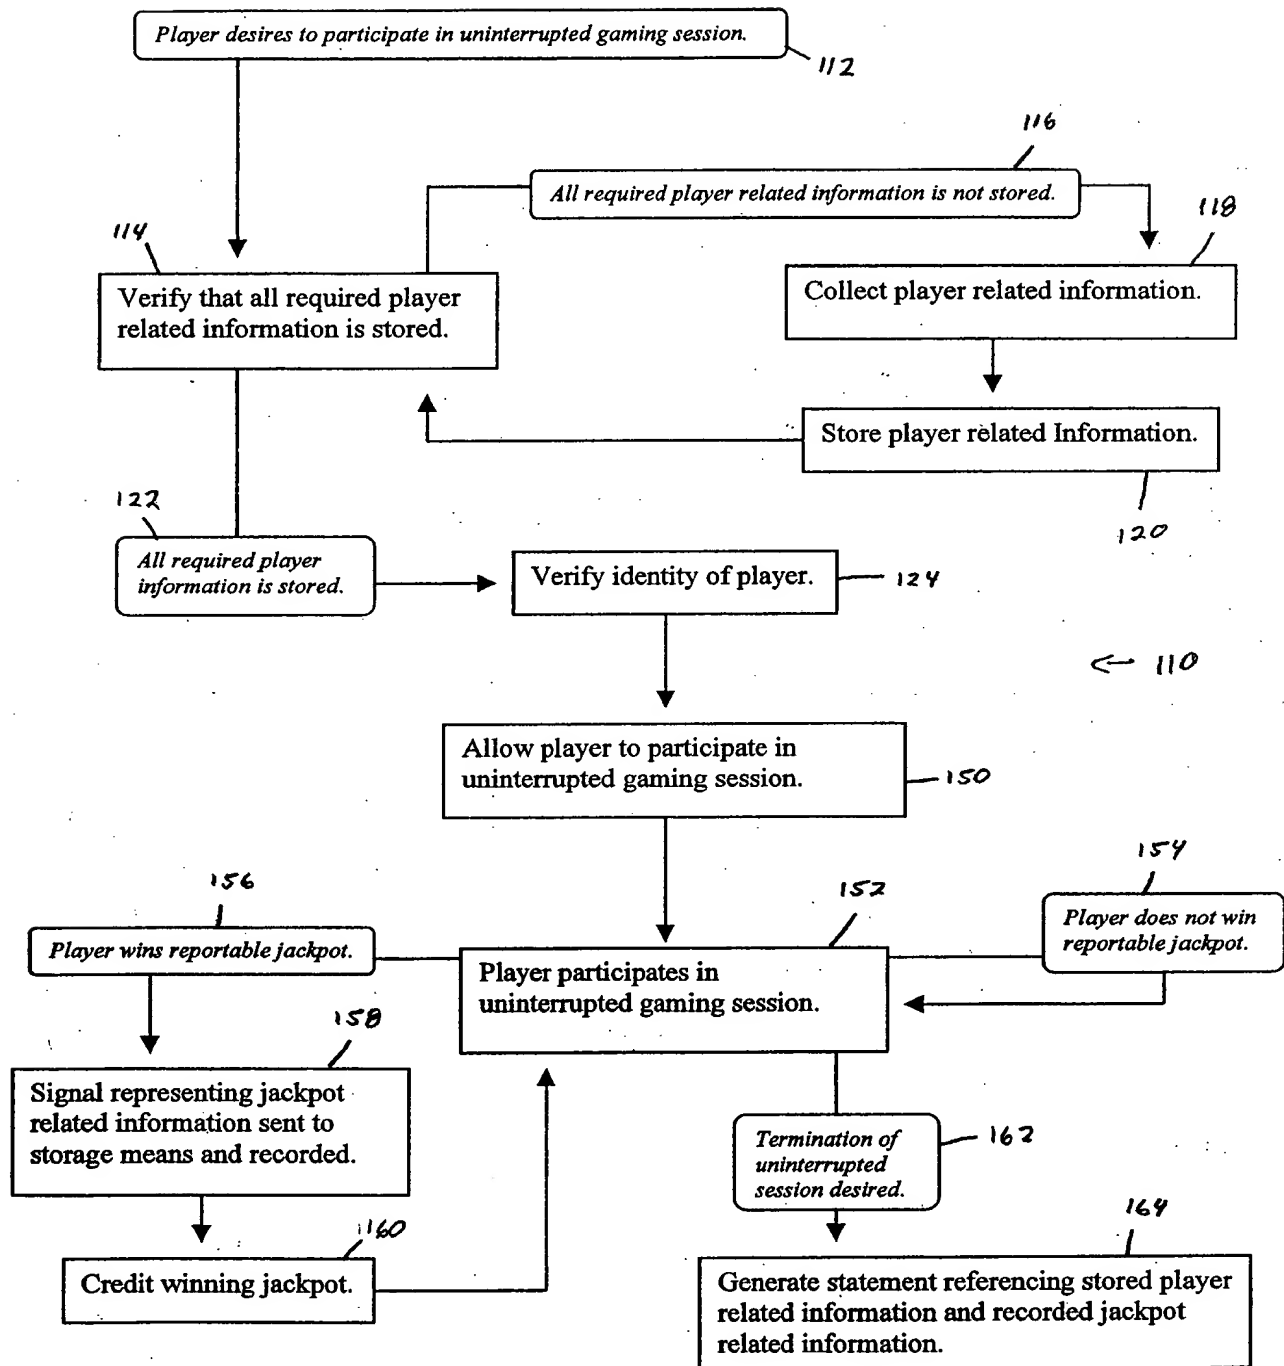 Player desires to participate in uninterrupted gaming session.
112
116
All required player related information is not stored.
118
114
Verify that all required player
related information is stored.
Collect player related information.
Store player related Information.
120
122
All required player
information is stored.
Verify identity of player.
124
110
Allow player to participate in
uninterrupted gaming session.
150
154
156
152
Player does not win
reportable jackpot.
Player wins reportable jackpot.
Player participates in
uninterrupted gaming session.
158
Signal representing jackpot
related information sent to
storage means and recorded.
Termination of
uninterrupted
session desired.
162
160
Credit winning jackpot.
164
Generate statement referencing stored player
related information and recorded jackpot
related information.